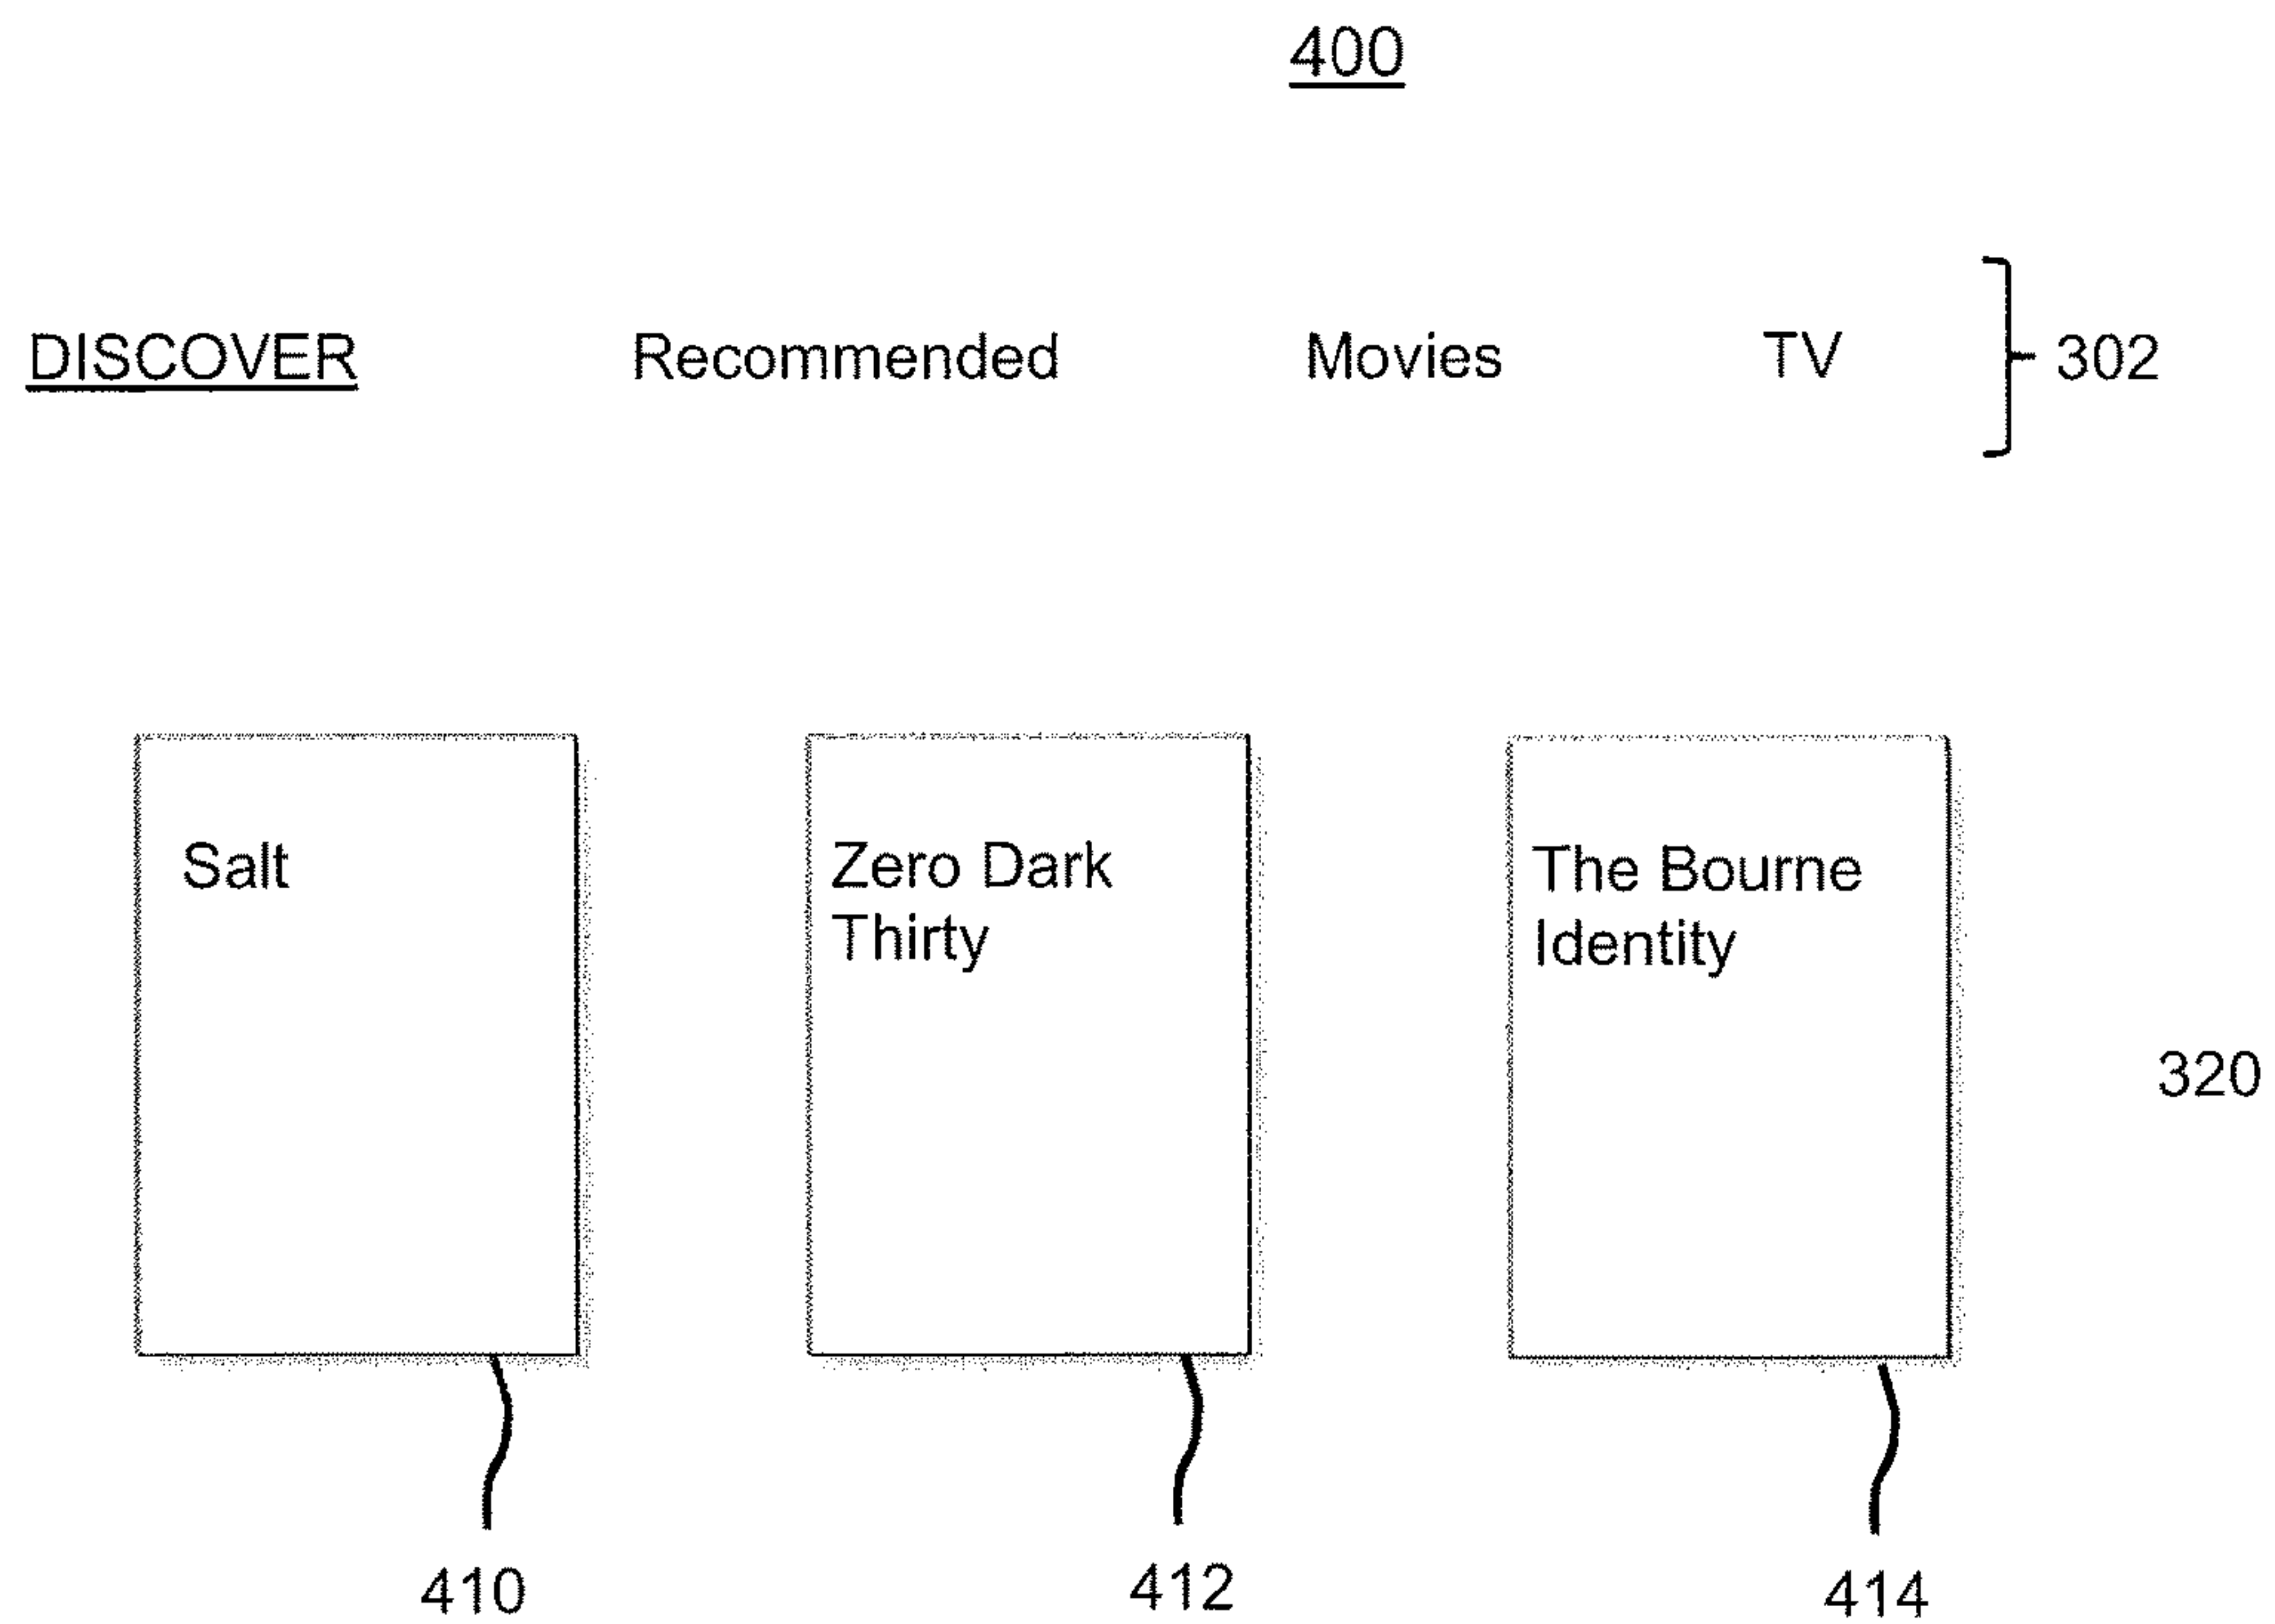 400
DISCOVER Recommended Movies TV 302
Salt
Zero Dark
Thirty
The Bourne
Identity
320
410 412 414